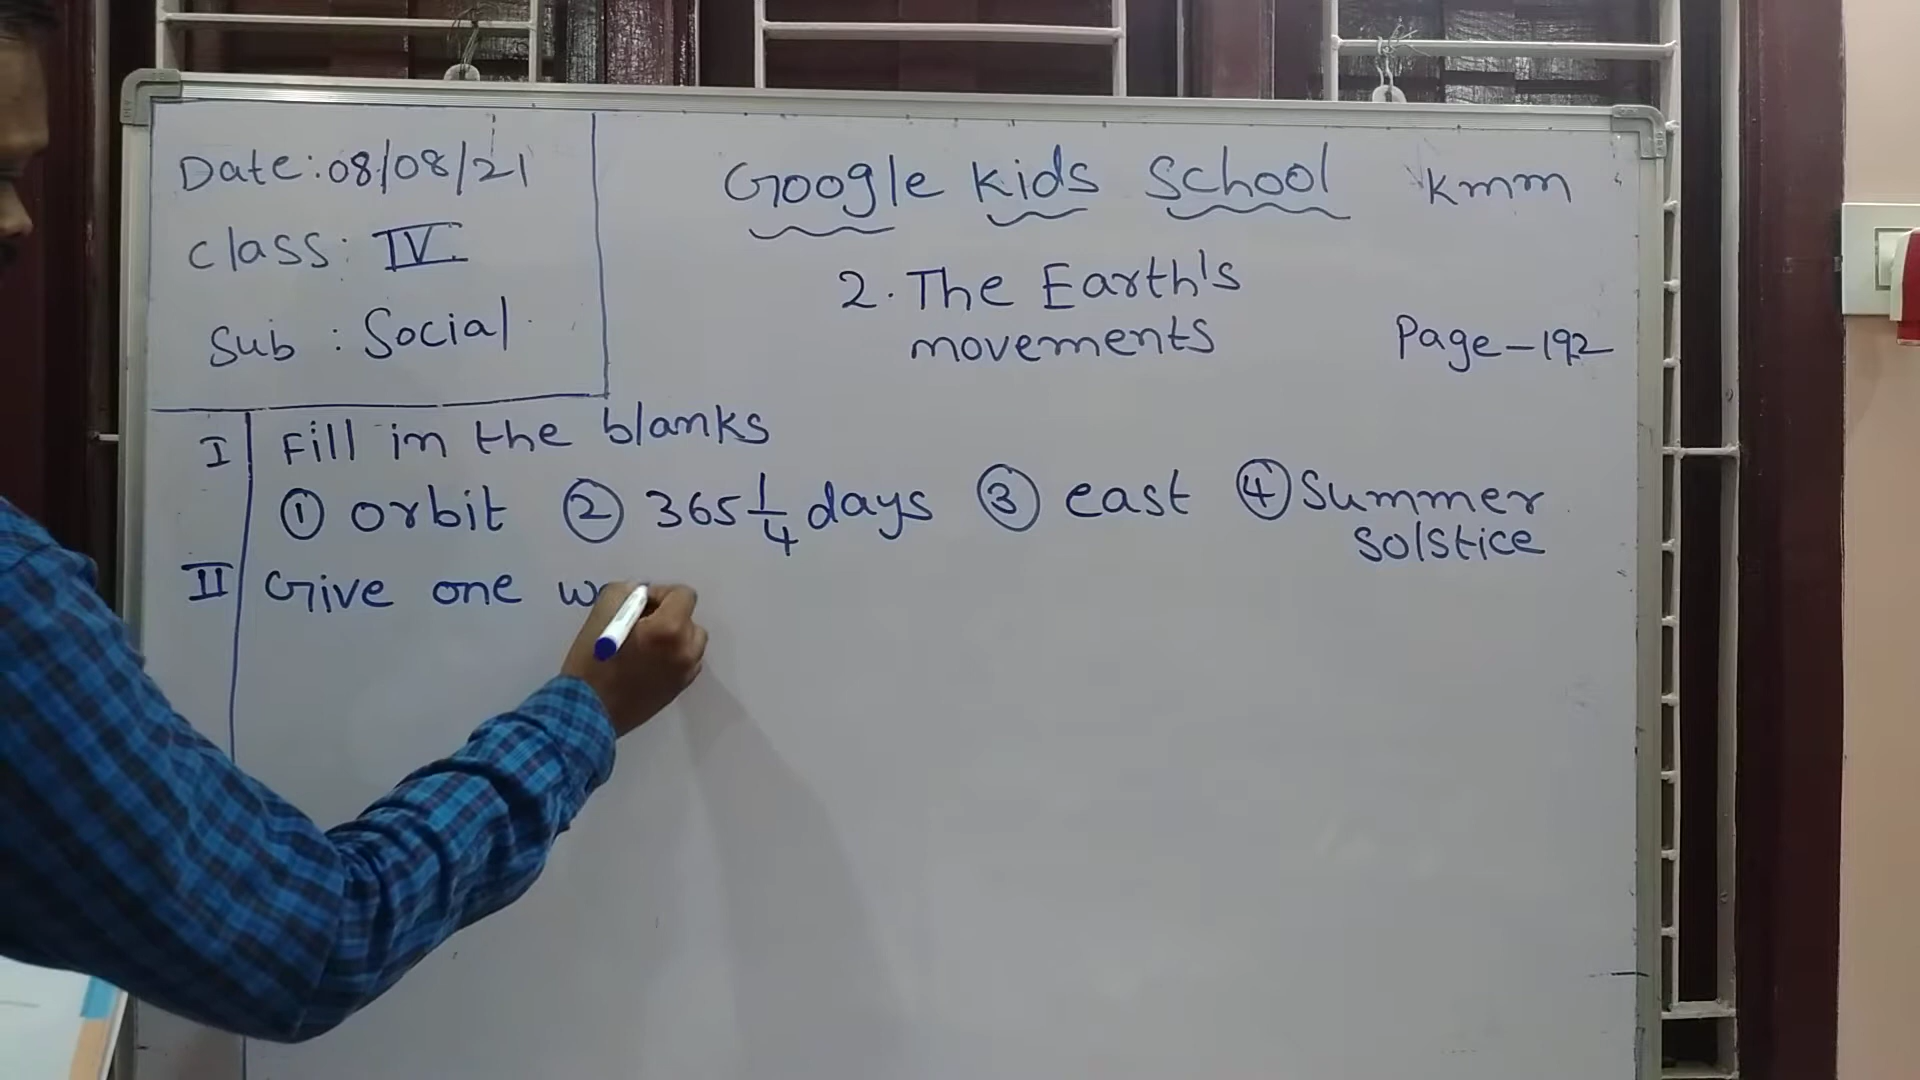 Date: 08/08/21
Class: IV
Sub : Social
Google Kids School Kmm
2. The Earth's
movements
Page - 192
I Fill in the blanks
① orbit ② 365 1/4 days ③ east ④ Summer
Solstice
II Give one